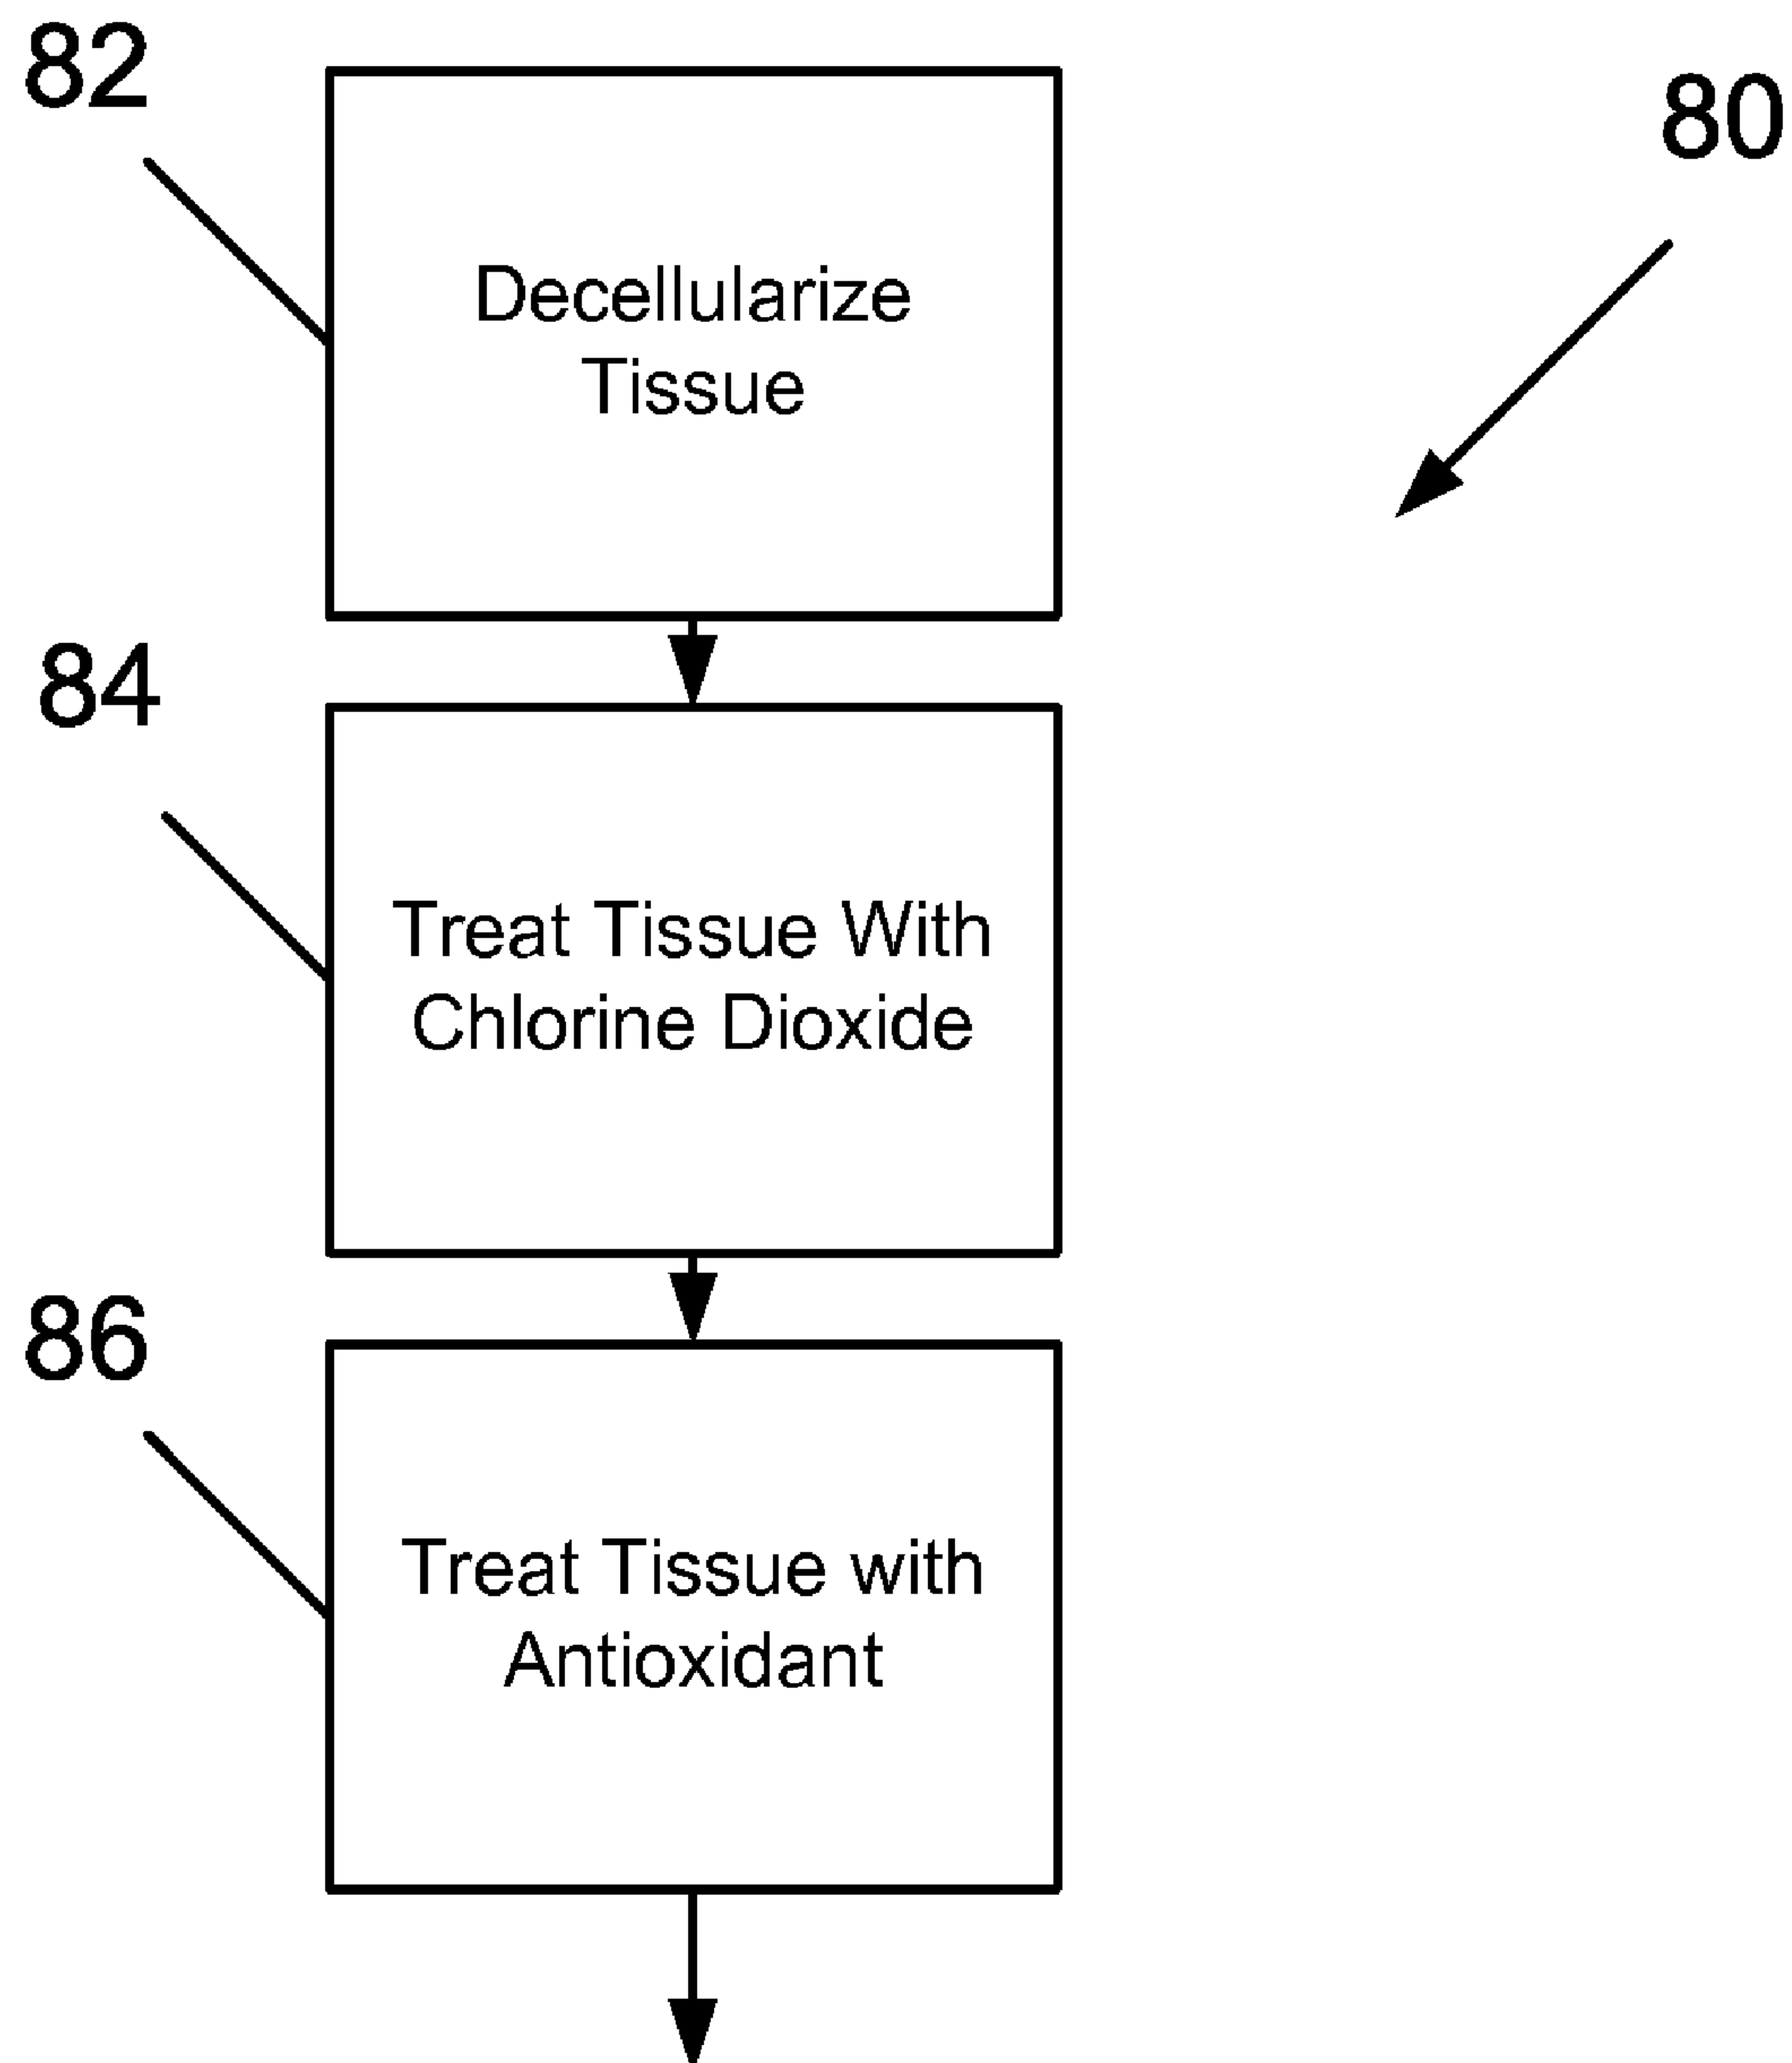 82
80
Decellularize
Tissue
84
Treat Tissue With
Chlorine Dioxide
86
Treat Tissue with
Antioxidant